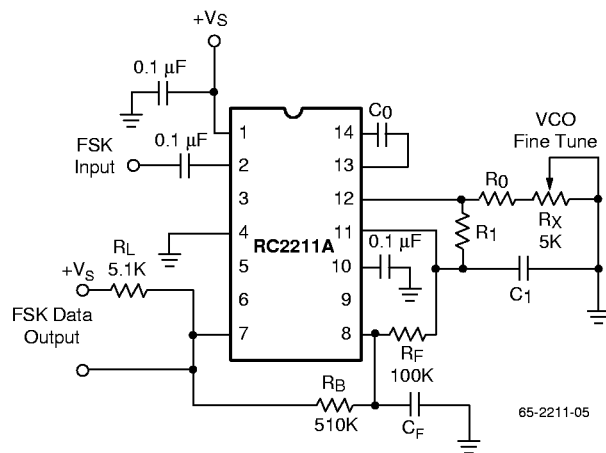 +VS
0.1 µF
0.1 µF
FSK
Input
C0
VCO
Fine Tune
1
2
3
4
5
6
7
14
13
12
11
10
9
8
RC2211A
R0
RX
5K
R1
0.1 µF
C1
RL
5.1K
+VS
FSK Data
Output
RF
100K
RB
510K
CF
65-2211-05